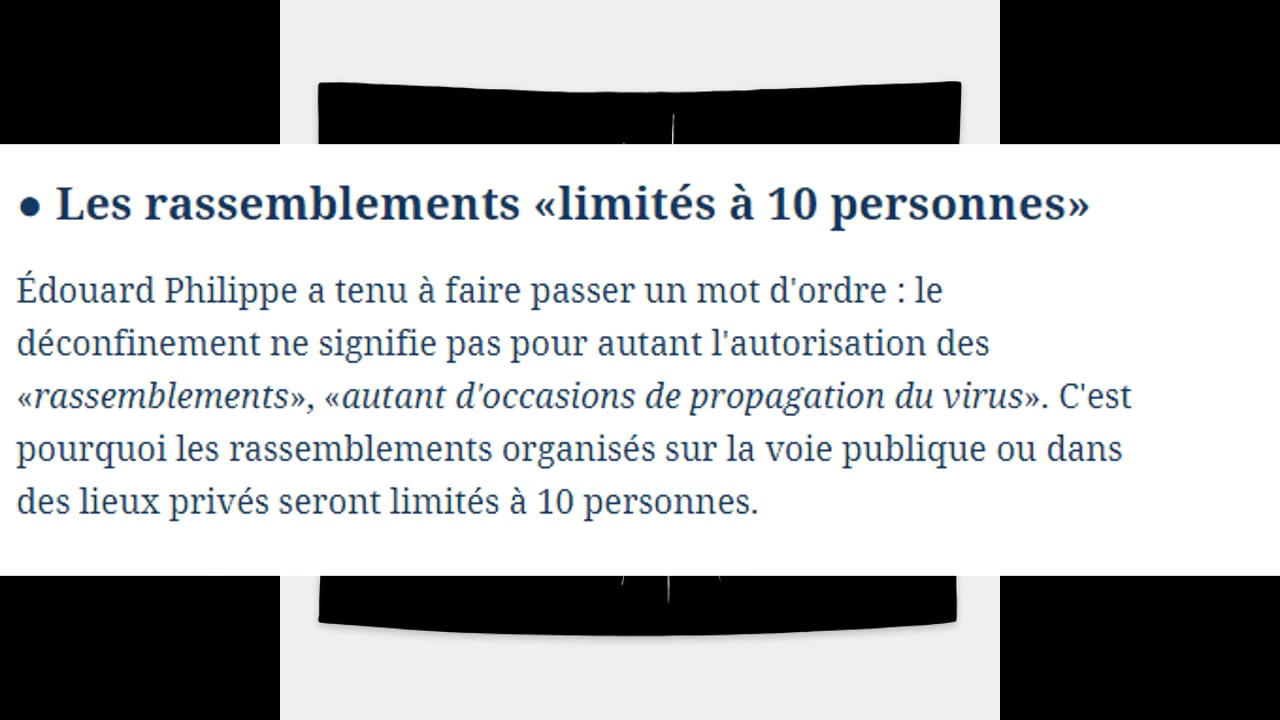 ● Les rassemblements «limités à 10 personnes»
Édouard Philippe a tenu à faire passer un mot d'ordre : le
déconfinement ne signifie pas pour autant l'autorisation des
«rassemblements», «autant d'occasions de propagation du virus». C'est
pourquoi les rassemblements organisés sur la voie publique ou dans
des lieux privés seront limités à 10 personnes.